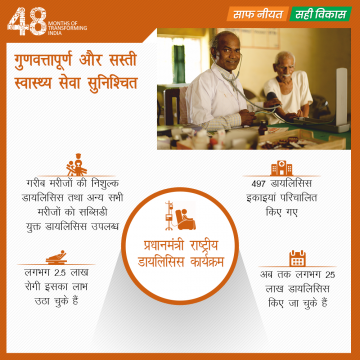 48 MONTHS OF
TRANSFORMING
INDIA
साफ नीयत
सही विकास
गुणवत्तापूर्ण और सस्ती
स्वास्थ्य सेवा सुनिश्चित
गरीब मरीजों की निशुल्क
डायलिसिस तथा अन्य सभी
मरीजों को सब्सिडी
युक्त डायलिसिस उपलब्ध
497 डायलिसिस
इकाइयां परिचालित
किए गए
प्रधानमंत्री राष्ट्रीय
डायलिसिस कार्यक्रम
लगभग 2.5 लाख
रोगी इसका लाभ
उठा चुके हैं
अब तक लगभग 25
लाख डायलिसिस
किए जा चुके हैं